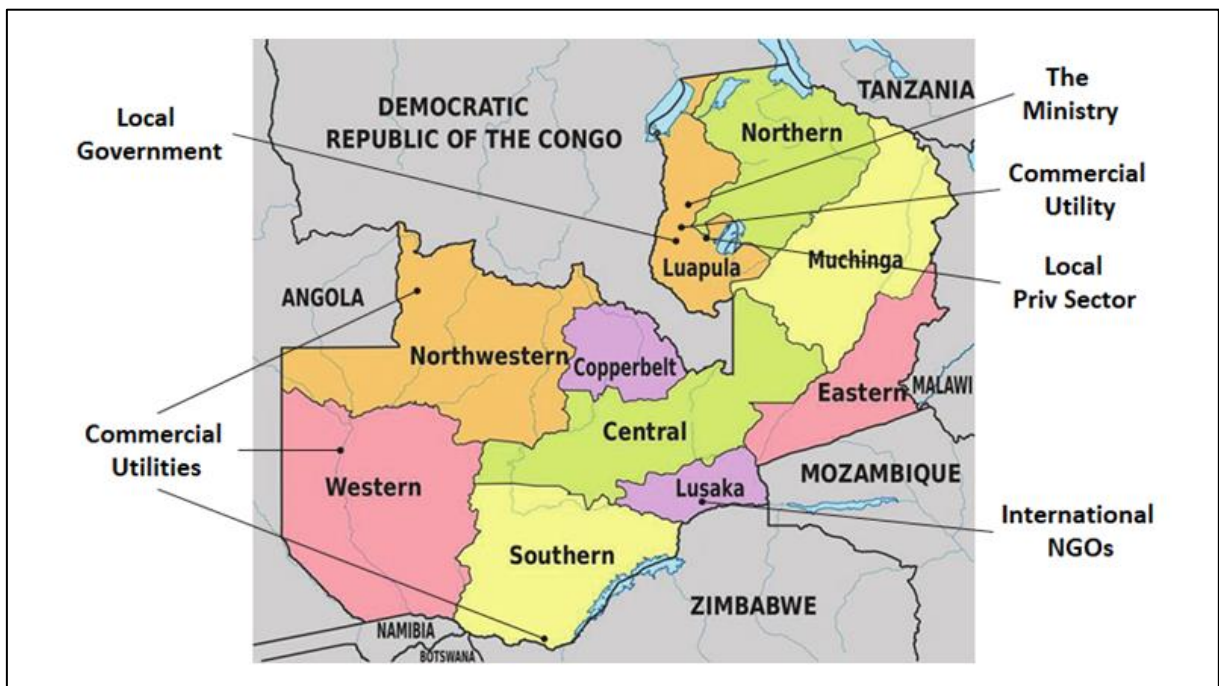 DEMOCRATIC
REPUBLIC OF THE CONGO
TANZANIA
The
Ministry
Local
Government
Northern
Commercial
Utility
Luapula
Muchinga
Local
Priv Sector
ANGOLA
Northwestern
Copperbelt
Eastern
MALAWI
Central
Commercial
Utilities
Western
Lusaka
MOZAMBIQUE
International
NGOs
Southern
ZIMBABWE
NAMIBIA
BOTSWANA